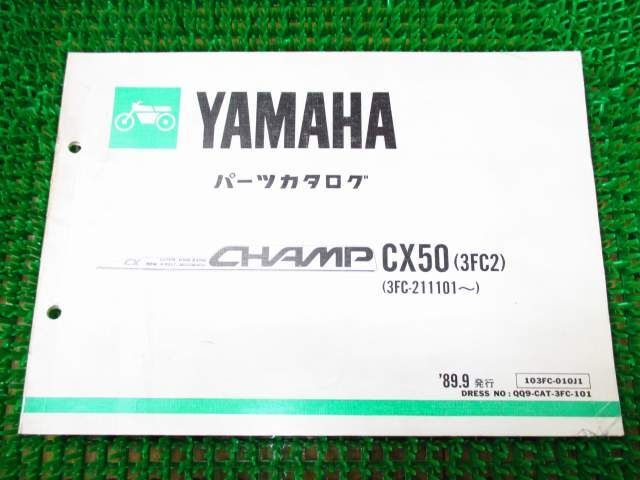 YAMAHA
パーツカタログ
CX CHAMP CX50 (3FC2)
(3FC-211101～)
'89.9 発行 103FC-010J1
DRESS NO : QQ9-CAT-3FC-101